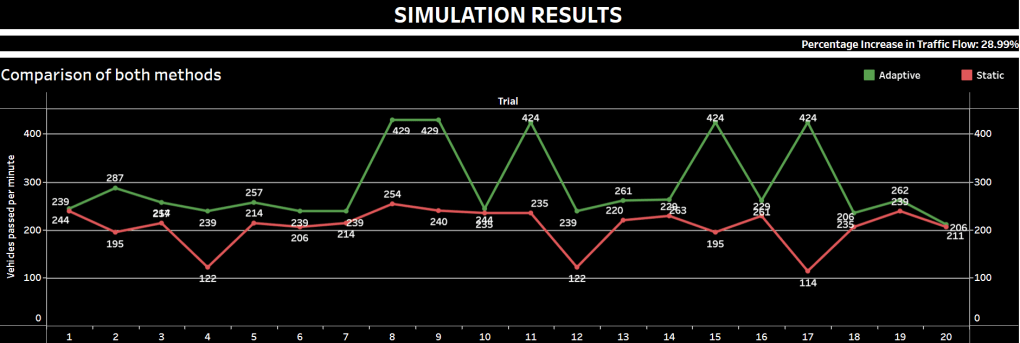 SIMULATION RESULTS
Percentage Increase in Traffic Flow: 28.99%
Comparison of both methods
Adaptive Static
Trial
Vehicles passed per minute
400 400
300 300
200 200
100 100
0 0
239 287 257 429 429 424 261 424 424 262
244 195 239 214 239 206 239 214 254 240 244 235 235 239 220 229 263 195 229 261 206 235 239 206 211
122 122 114
1 2 3 4 5 6 7 8 9 10 11 12 13 14 15 16 17 18 19 20